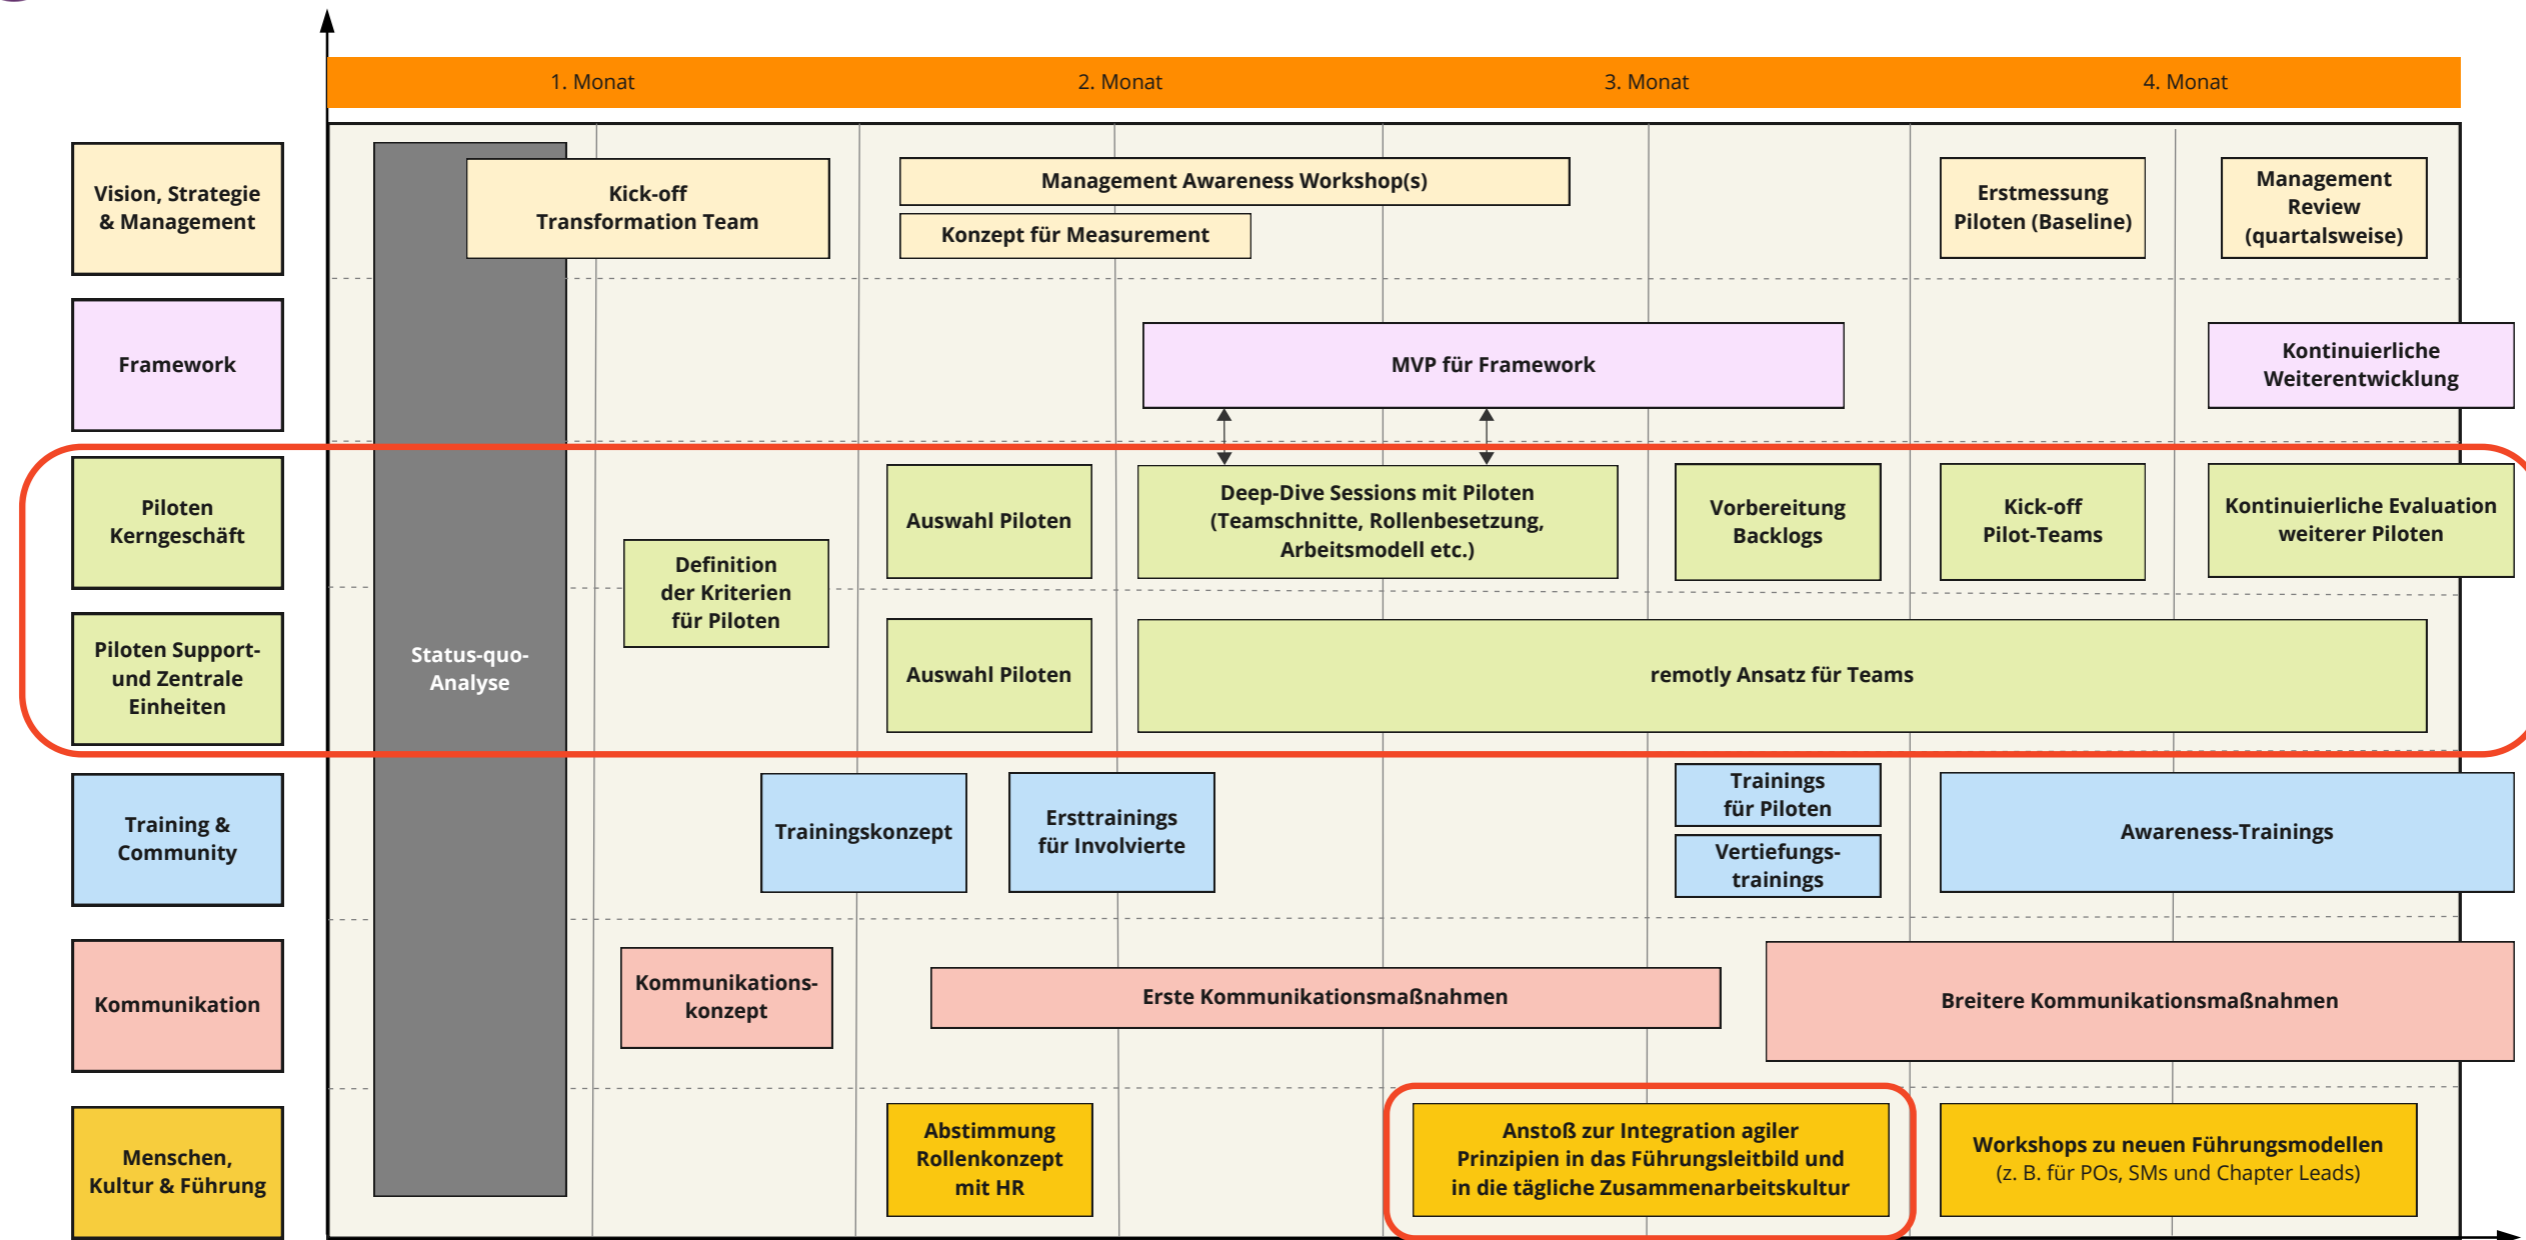 1. Monat
2. Monat
3. Monat
4. Monat
Vision, Strategie
& Management
Kick-off
Transformation Team
Management Awareness Workshop(s)
Konzept für Measurement
Erstmessung
Piloten (Baseline)
Management
Review
(quartalsweise)
Framework
MVP für Framework
Kontinuierliche
Weiterentwicklung
Piloten
Kerngeschäft
Definition
der Kriterien
für Piloten
Auswahl Piloten
Deep-Dive Sessions mit Piloten
(Teamschnitte, Rollenbesetzung,
Arbeitsmodell etc.)
Vorbereitung
Backlogs
Kick-off
Pilot-Teams
Kontinuierliche Evaluation
weiterer Piloten
Piloten Support-
und Zentrale
Einheiten
Status-quo-
Analyse
Auswahl Piloten
remotly Ansatz für Teams
Training &
Community
Trainingskonzept
Ersttrainings
für Involvierte
Trainings
für Piloten
Vertiefungs-
trainings
Awareness-Trainings
Kommunikation
Kommunikations-
konzept
Erste Kommunikationsmaßnahmen
Breitere Kommunikationsmaßnahmen
Menschen,
Kultur & Führung
Abstimmung
Rollenkonzept
mit HR
Anstoß zur Integration agiler
Prinzipien in das Führungsleitbild und
in die tägliche Zusammenarbeitskultur
Workshops zu neuen Führungsmodellen
(z. B. für POs, SMs und Chapter Leads)